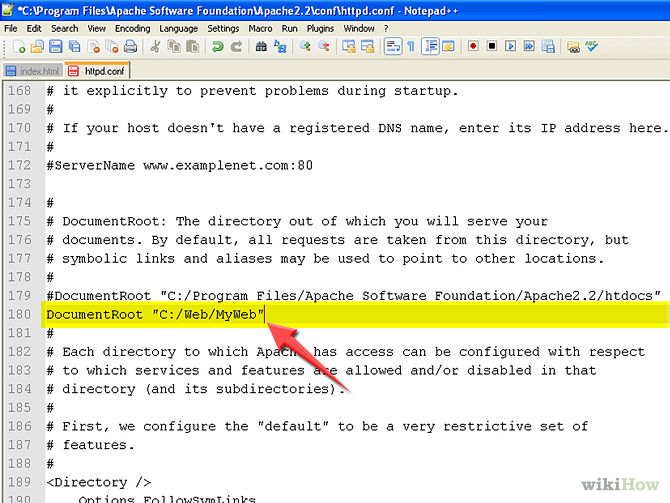 *C:\Program Files\Apache Software Foundation\Apache2.2\conf\httpd.conf - Notepad++
File Edit Search View Encoding Language Settings Macro Run Plugins Window ?
index.html httpd.conf
168 # it explicitly to prevent problems during startup.
169 #
170 # If your host doesn't have a registered DNS name, enter its IP address here.
171 #
172 #ServerName www.examplenet.com:80
173
174 #
175 # DocumentRoot: The directory out of which you will serve your
176 # documents. By default, all requests are taken from this directory, but
177 # symbolic links and aliases may be used to point to other locations.
178 #
179 #DocumentRoot "C:/Program Files/Apache Software Foundation/Apache2.2/htdocs"
180 DocumentRoot "C:/Web/MyWeb"
181 #
182 # Each directory to which Apache has access can be configured with respect
183 # to which services and features are allowed and/or disabled in that
184 # directory (and its subdirectories).
185 #
186 # First, we configure the "default" to be a very restrictive set of
187 # features.
188 #
189 <Directory />
190 Options FollowSymLinks
wikiHow